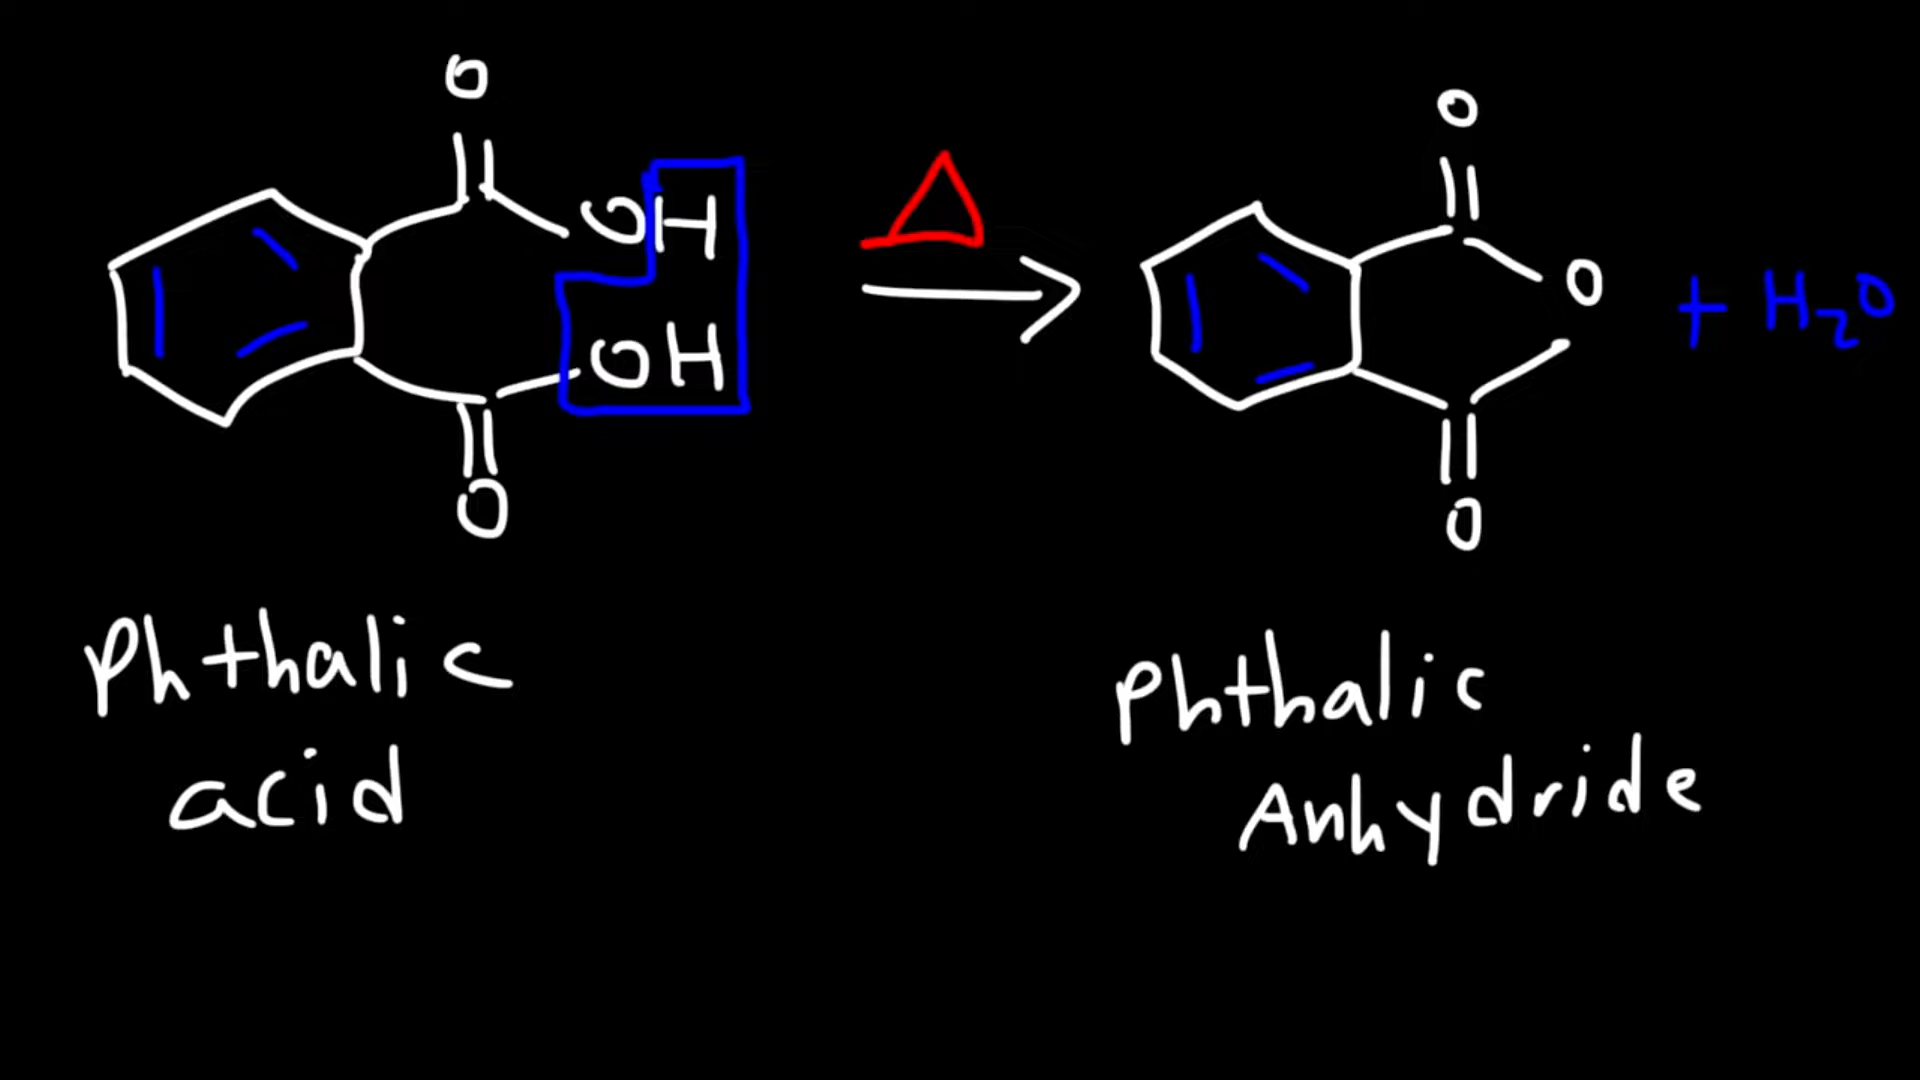 O
OH
OH
O
Δ
O
O
O
+ H₂O
Phthalic
acid
Phthalic
Anhydride